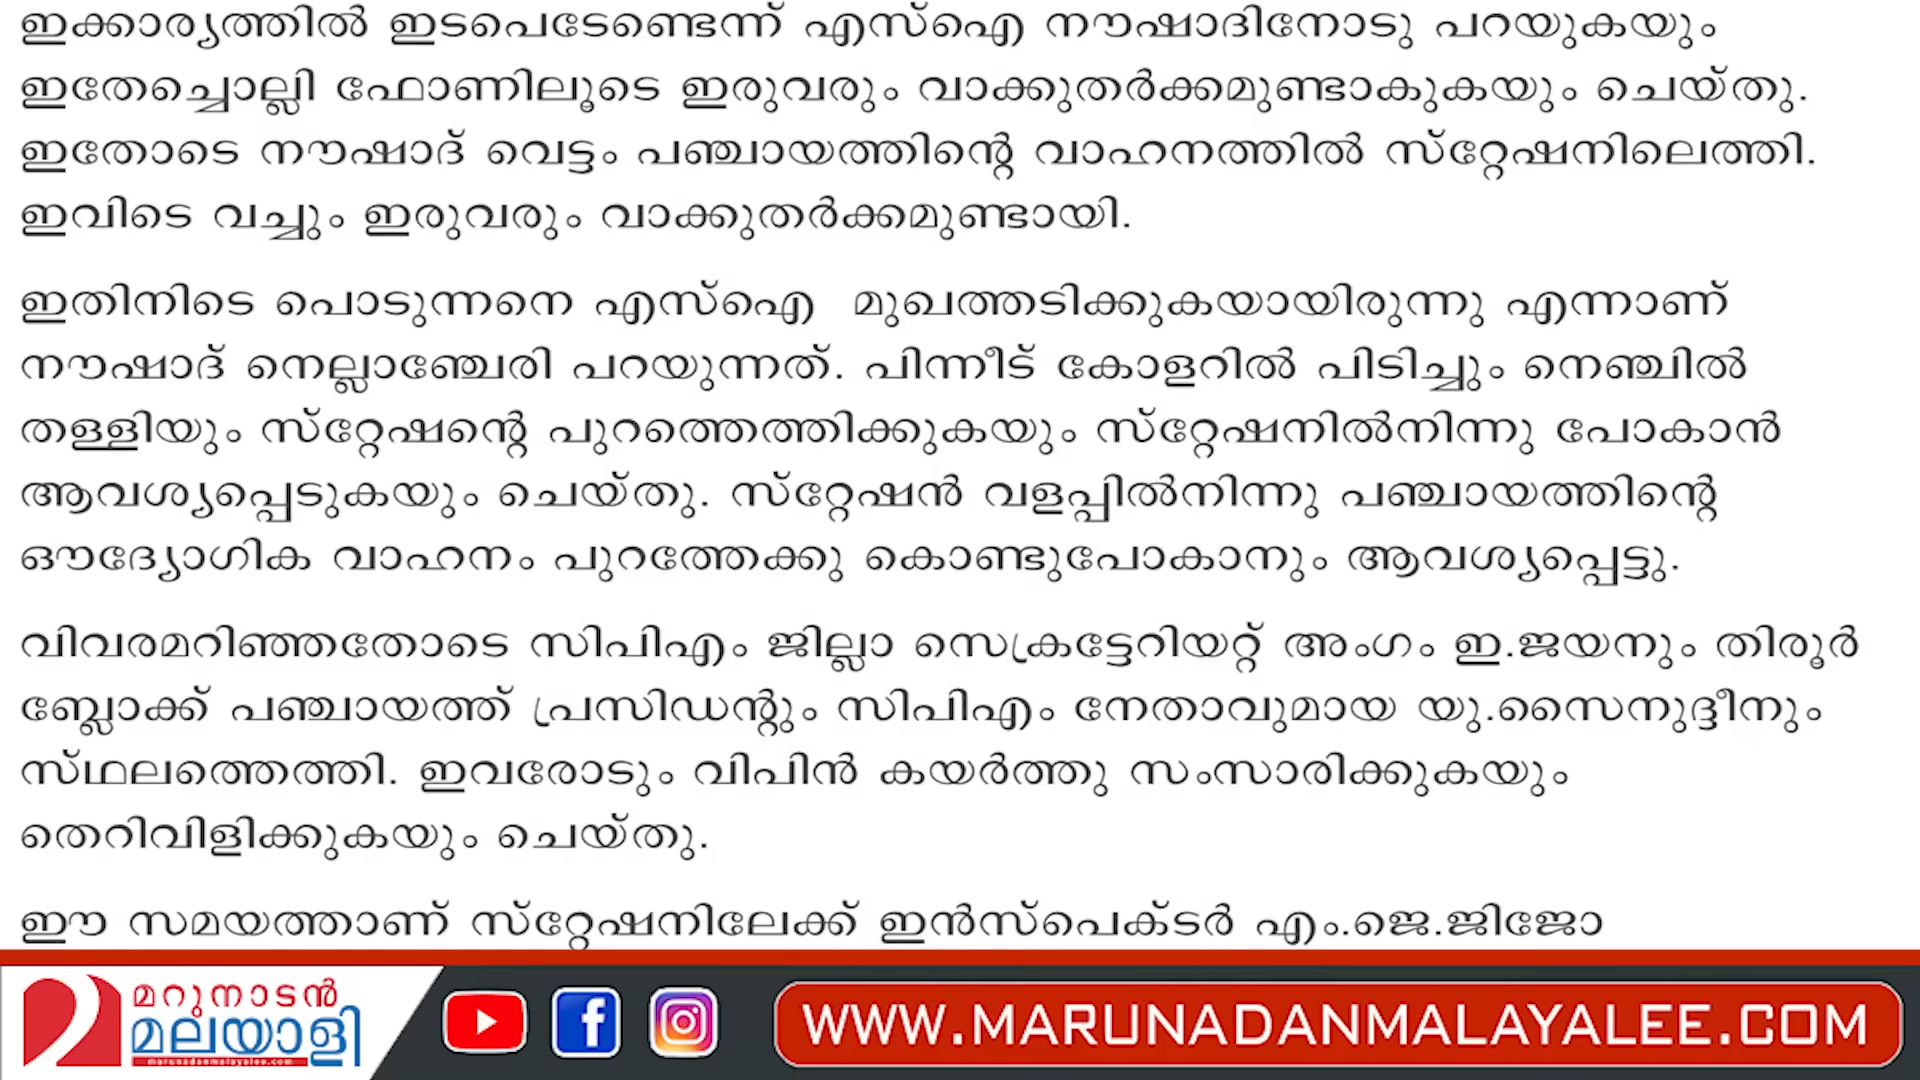 ഇക്കാര്യത്തിൽ ഇടപെടേണ്ടെന്ന് എസ്ഐ നൗഷാദിനോടു പറയുകയും
ഇതേച്ചൊല്ലി ഫോണിലൂടെ ഇരുവരും വാക്കുതർക്കമുണ്ടാകുകയും ചെയ്തു.
ഇതോടെ നൗഷാദ് വെട്ടം പഞ്ചായത്തിന്റെ വാഹനത്തിൽ സ്റ്റേഷനിലെത്തി.
ഇവിടെ വച്ചും ഇരുവരും വാക്കുതർക്കമുണ്ടായി.
ഇതിനിടെ പൊടുന്നനെ എസ്ഐ മുഖത്തടിക്കുകയായിരുന്നു എന്നാണ്
നൗഷാദ് നെല്ലാഞ്ചേരി പറയുന്നത്. പിന്നീട് കോളറിൽ പിടിച്ചും നെഞ്ചിൽ
തള്ളിയും സ്റ്റേഷന്റെ പുറത്തെത്തിക്കുകയും സ്റ്റേഷനിൽനിന്നു പോകാൻ
ആവശ്യപ്പെടുകയും ചെയ്തു. സ്റ്റേഷൻ വളപ്പിൽനിന്നു പഞ്ചായത്തിന്റെ
ഔദ്യോഗിക വാഹനം പുറത്തേക്കു കൊണ്ടുപോകാനും ആവശ്യപ്പെട്ടു.
വിവരമറിഞ്ഞതോടെ സിപിഎം ജില്ലാ സെക്രട്ടേറിയറ്റ് അംഗം ഇ.ജയനും തിരൂർ
ബ്ലോക്ക് പഞ്ചായത്ത് പ്രസിഡന്റും സിപിഎം നേതാവുമായ യു.സൈനുദ്ദീനും
സ്ഥലത്തെത്തി. ഇവരോടും വിപിൻ കയർത്തു സംസാരിക്കുകയും
തെറിവിളിക്കുകയും ചെയ്തു.
ഈ സമയത്താണ് സ്റ്റേഷനിലേക്ക് ഇൻസ്പെക്ടർ എം.ജെ.ജിജോ
മറുനാടൻ
മലയാളി
marunadanmalayalee.com
WWW.MARUNADANMALAYALEE.COM